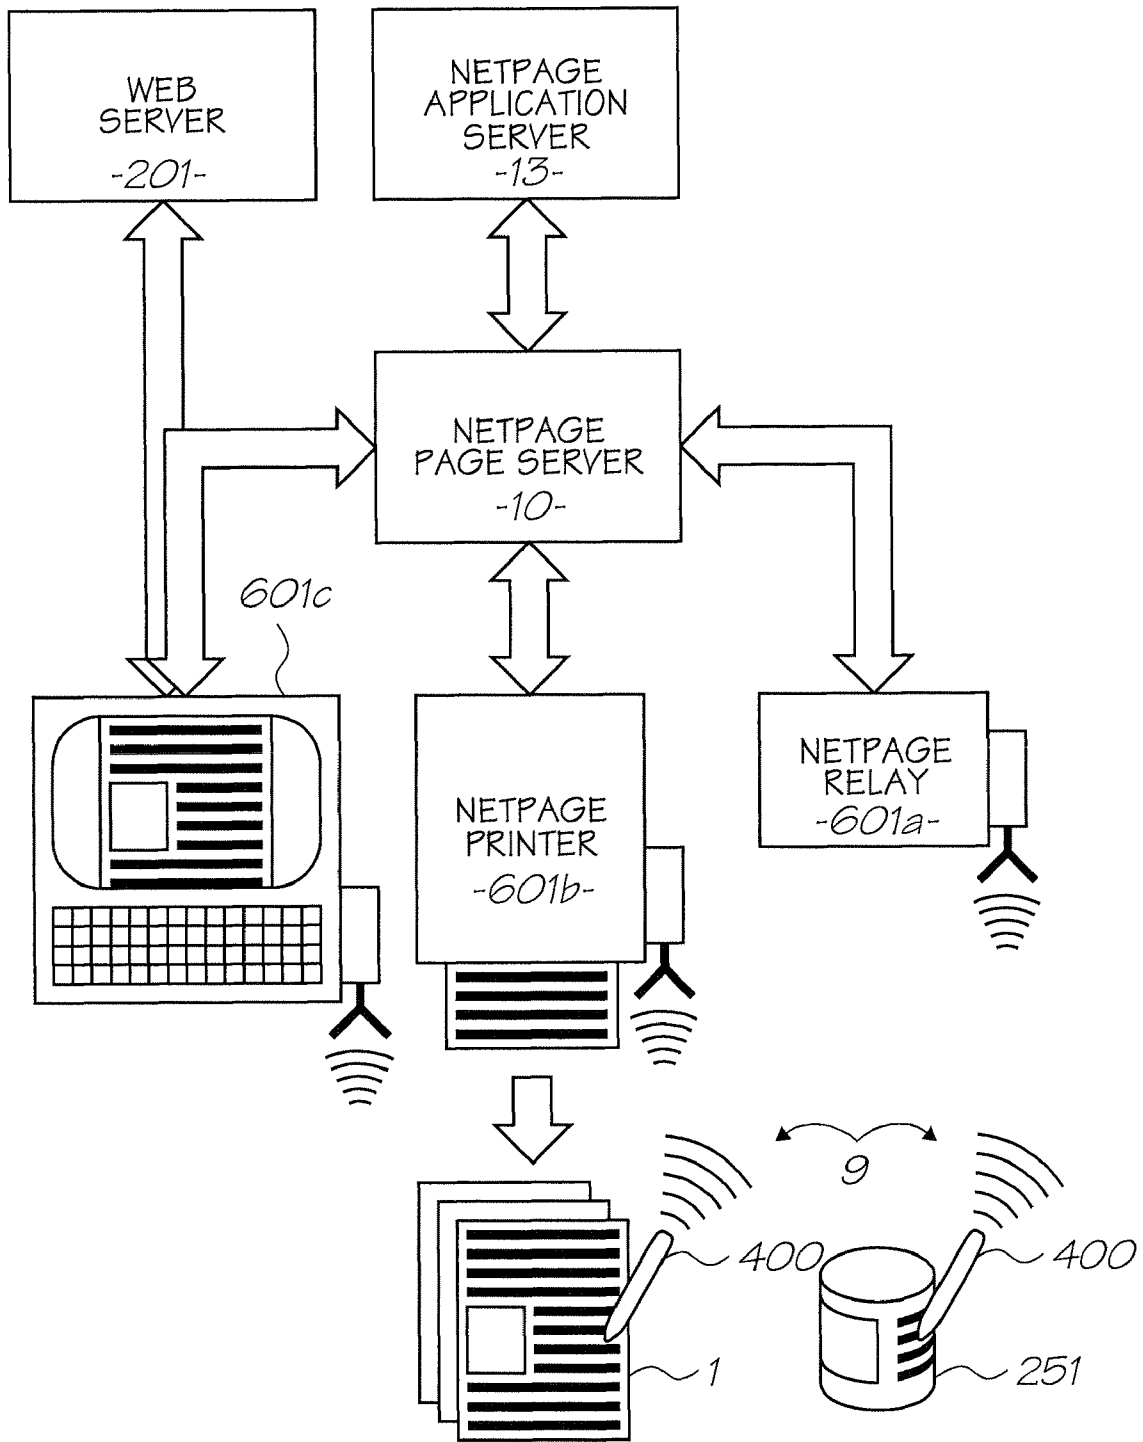 WEB
SERVER
-201-
NETPAGE
APPLICATION
SERVER
-13-
NETPAGE
PAGE SERVER
-10-
601c
NETPAGE
PRINTER
-601b-
NETPAGE
RELAY
-601a-
9
400
400
1
251